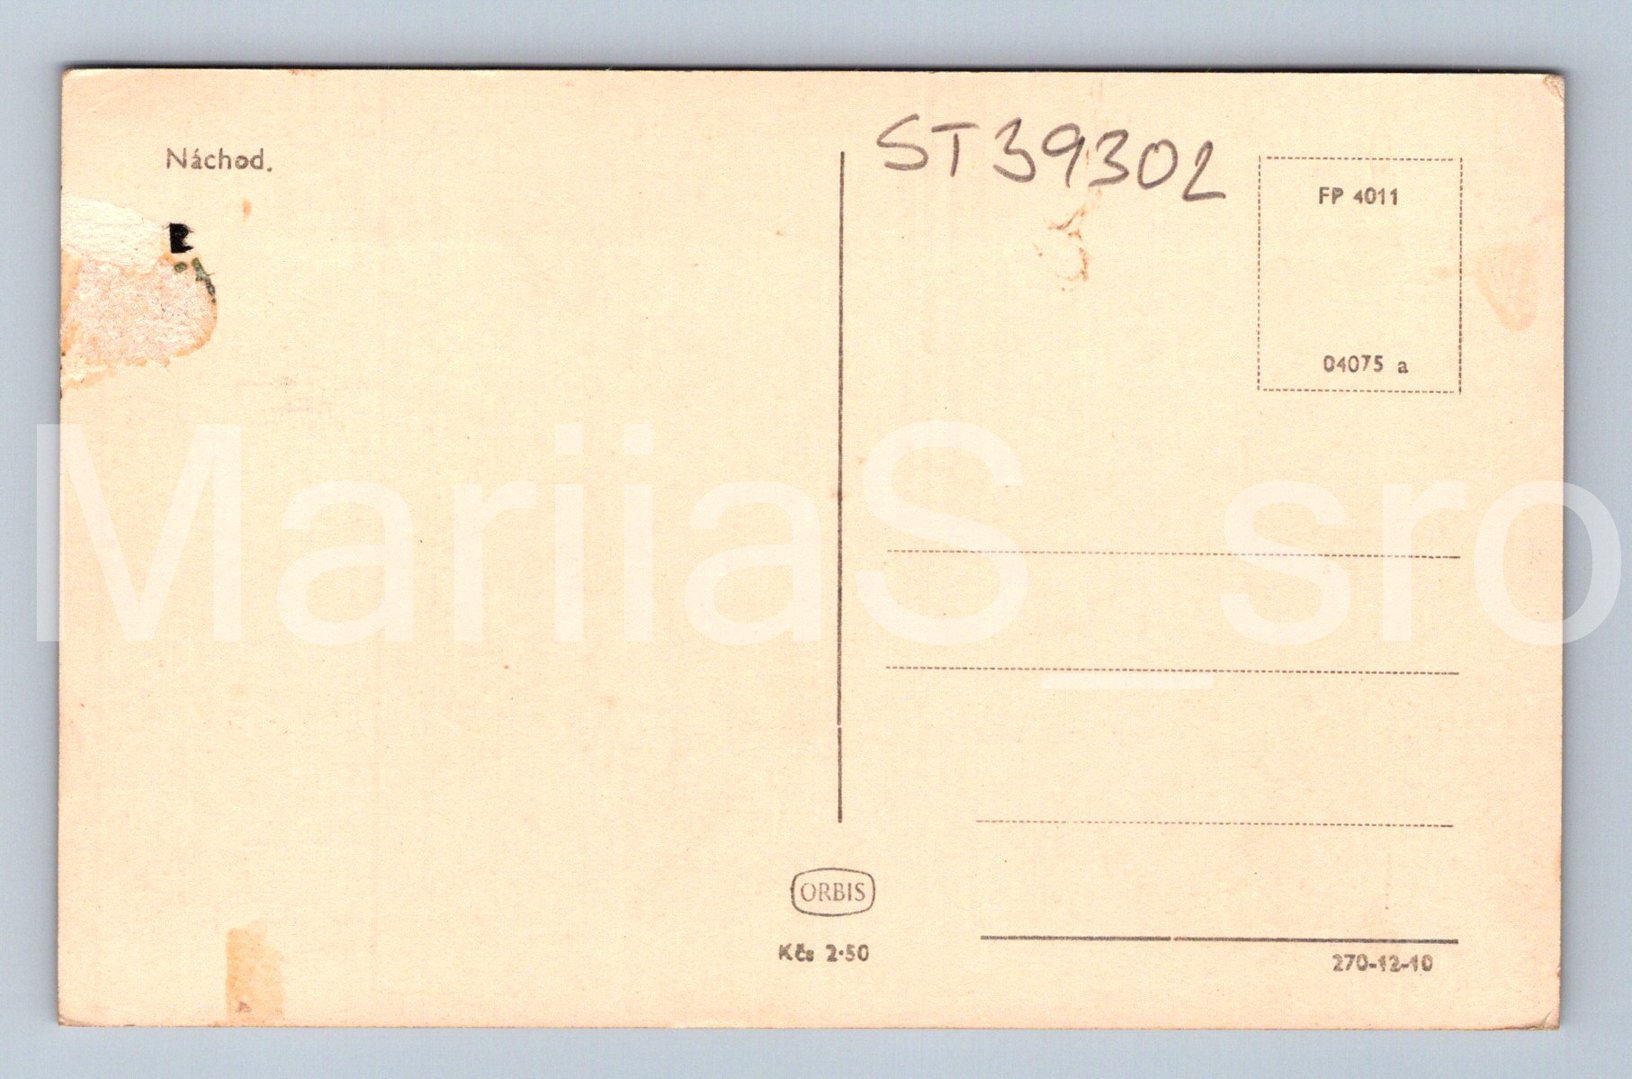 Náchod.
ST39302
FP 4011
04075 a
MariiaS_sro
ORBIS
Kčs 2·50
270-12-10